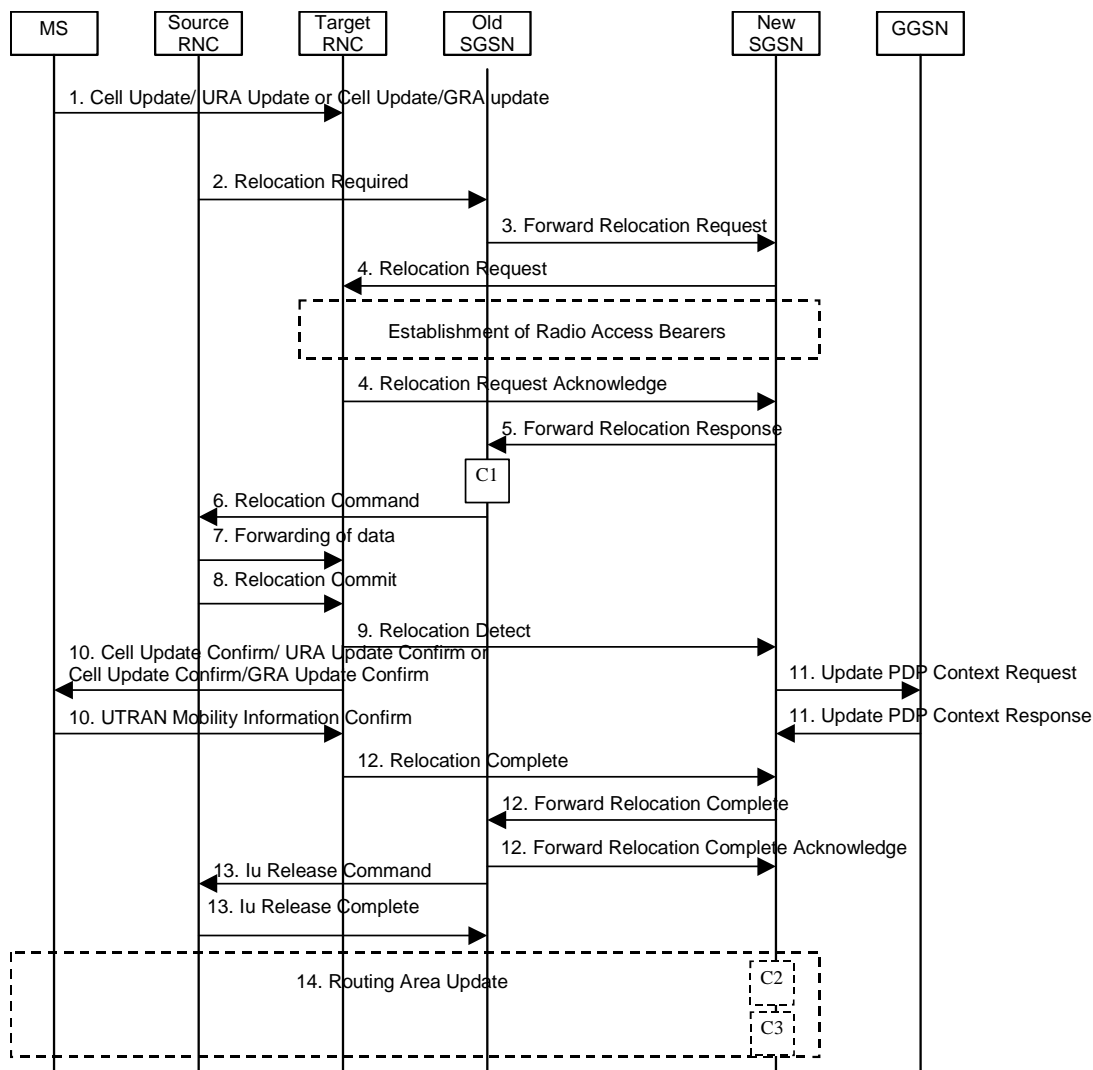 MS
Source
RNC
Target
RNC
Old
SGSN
New
SGSN
GGSN
1. Cell Update/ URA Update or Cell Update/GRA update
2. Relocation Required
3. Forward Relocation Request
4. Relocation Request
Establishment of Radio Access Bearers
4. Relocation Request Acknowledge
5. Forward Relocation Response
C1
6. Relocation Command
7. Forwarding of data
8. Relocation Commit
9. Relocation Detect
10. Cell Update Confirm/ URA Update Confirm or
Cell Update Confirm/GRA Update Confirm
11. Update PDP Context Request
10. UTRAN Mobility Information Confirm
11. Update PDP Context Response
12. Relocation Complete
12. Forward Relocation Complete
12. Forward Relocation Complete Acknowledge
13. Iu Release Command
13. Iu Release Complete
14. Routing Area Update
C2
C3